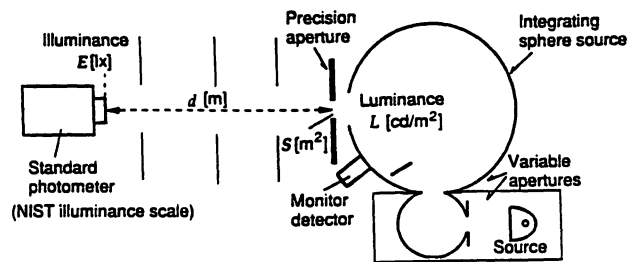 Precision
aperture
Integrating
sphere source
Illuminance
E[lx]
d [m]
Luminance
L [cd/m²]
S[m²]
Standard
photometer
(NIST illuminance scale)
Monitor
detector
Variable
apertures
Source